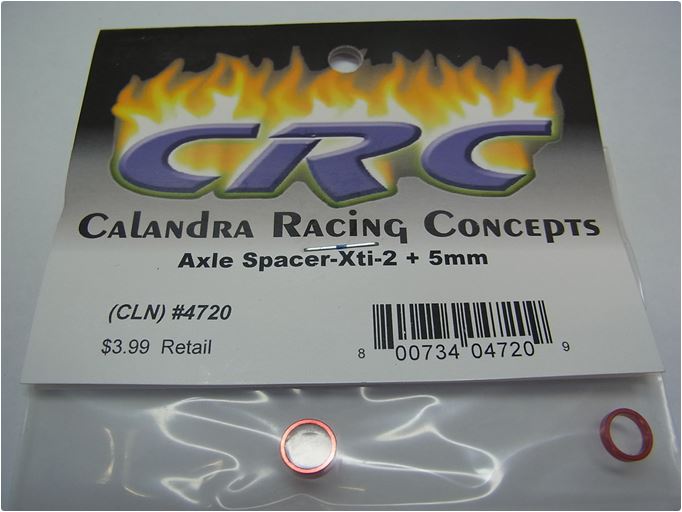 CRC
Calandra Racing Concepts
Axle Spacer-Xti-2 + 5mm
(CLN) #4720
$3.99 Retail
8 00734 04720 9